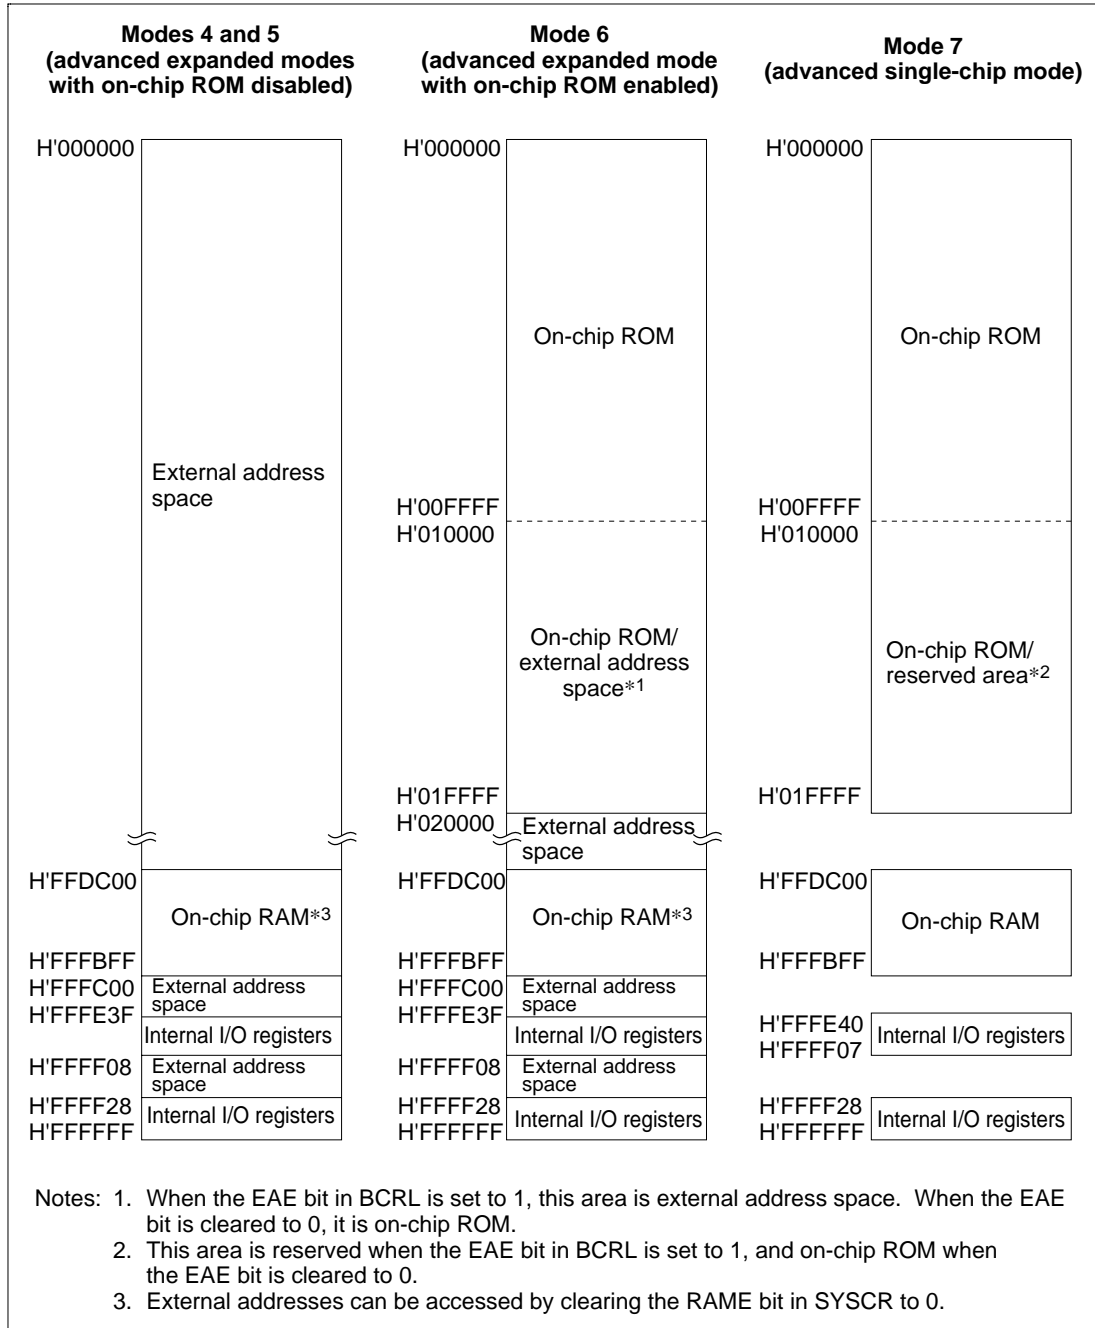 Modes 4 and 5
(advanced expanded modes
with on-chip ROM disabled)
H'000000
External address
space
H'FFDC00
On-chip RAM*3
H'FFFBFF
H'FFFC00
External address
space
H'FFFE3F
Internal I/O registers
H'FFFF08
External address
space
H'FFFF28
Internal I/O registers
H'FFFFFF
Mode 6
(advanced expanded mode
with on-chip ROM enabled)
H'000000
On-chip ROM
H'00FFFF
H'010000
On-chip ROM/
external address
space*1
H'01FFFF
H'020000
External address
space
H'FFDC00
On-chip RAM*3
H'FFFBFF
H'FFFC00
External address
space
H'FFFE3F
Internal I/O registers
H'FFFF08
External address
space
H'FFFF28
Internal I/O registers
H'FFFFFF
Mode 7
(advanced single-chip mode)
H'000000
On-chip ROM
H'00FFFF
H'010000
On-chip ROM/
reserved area*2
H'01FFFF
H'FFDC00
On-chip RAM
H'FFFBFF
H'FFFE40
Internal I/O registers
H'FFFF07
H'FFFF28
Internal I/O registers
H'FFFFFF
Notes: 1. When the EAE bit in BCRL is set to 1, this area is external address space. When the EAE
bit is cleared to 0, it is on-chip ROM.
2. This area is reserved when the EAE bit in BCRL is set to 1, and on-chip ROM when
the EAE bit is cleared to 0.
3. External addresses can be accessed by clearing the RAME bit in SYSCR to 0.